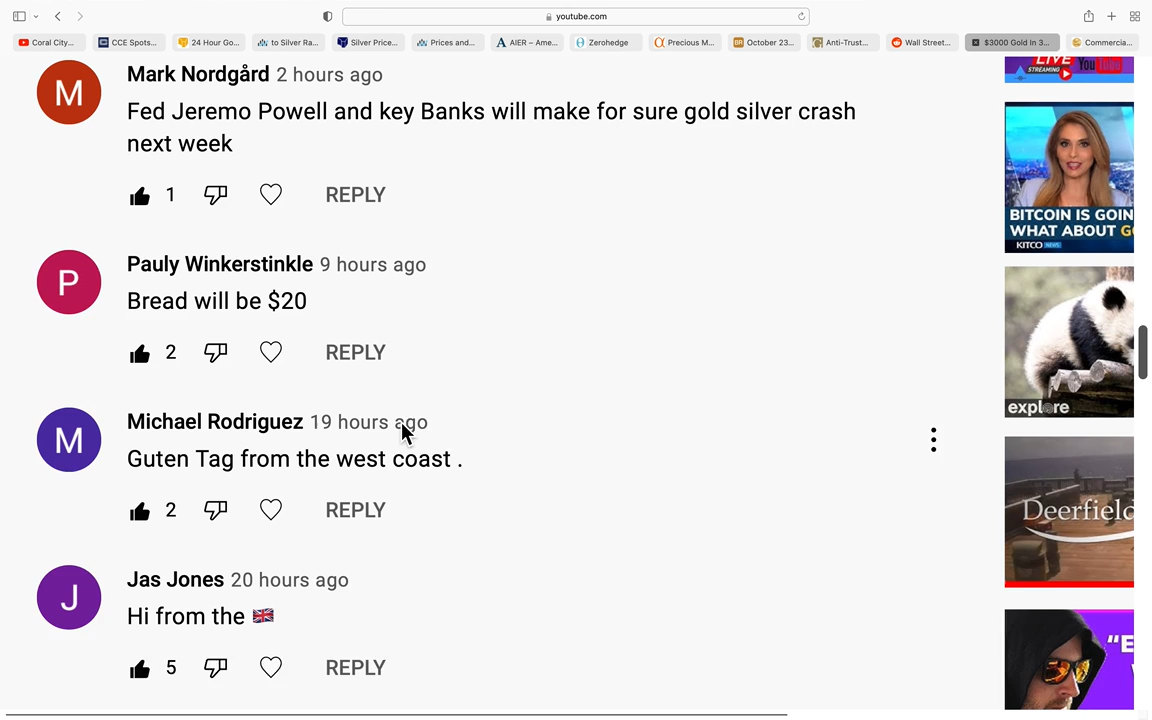 youtube.com
Coral City...
CCE Spots...
24 Hour Go...
to Silver Ra...
Silver Price...
Prices and...
AIER – Ame...
Zerohedge
Precious M...
October 23...
Anti-Trust...
Wall Street...
$3000 Gold In 3...
Commercia...
Mark Nordgård 2 hours ago
Fed Jeremo Powell and key Banks will make for sure gold silver crash
next week
1
REPLY
P
Pauly Winkerstinkle 9 hours ago
Bread will be $20
2
REPLY
M
Michael Rodriguez 19 hours ago
Guten Tag from the west coast .
2
REPLY
J
Jas Jones 20 hours ago
Hi from the 🇬🇧
5
REPLY
M
LIVE
STREAMING
YouTube
BITCOIN IS GOIN
WHAT ABOUT G
KITCO NEWS
explore
Deerfield
"E